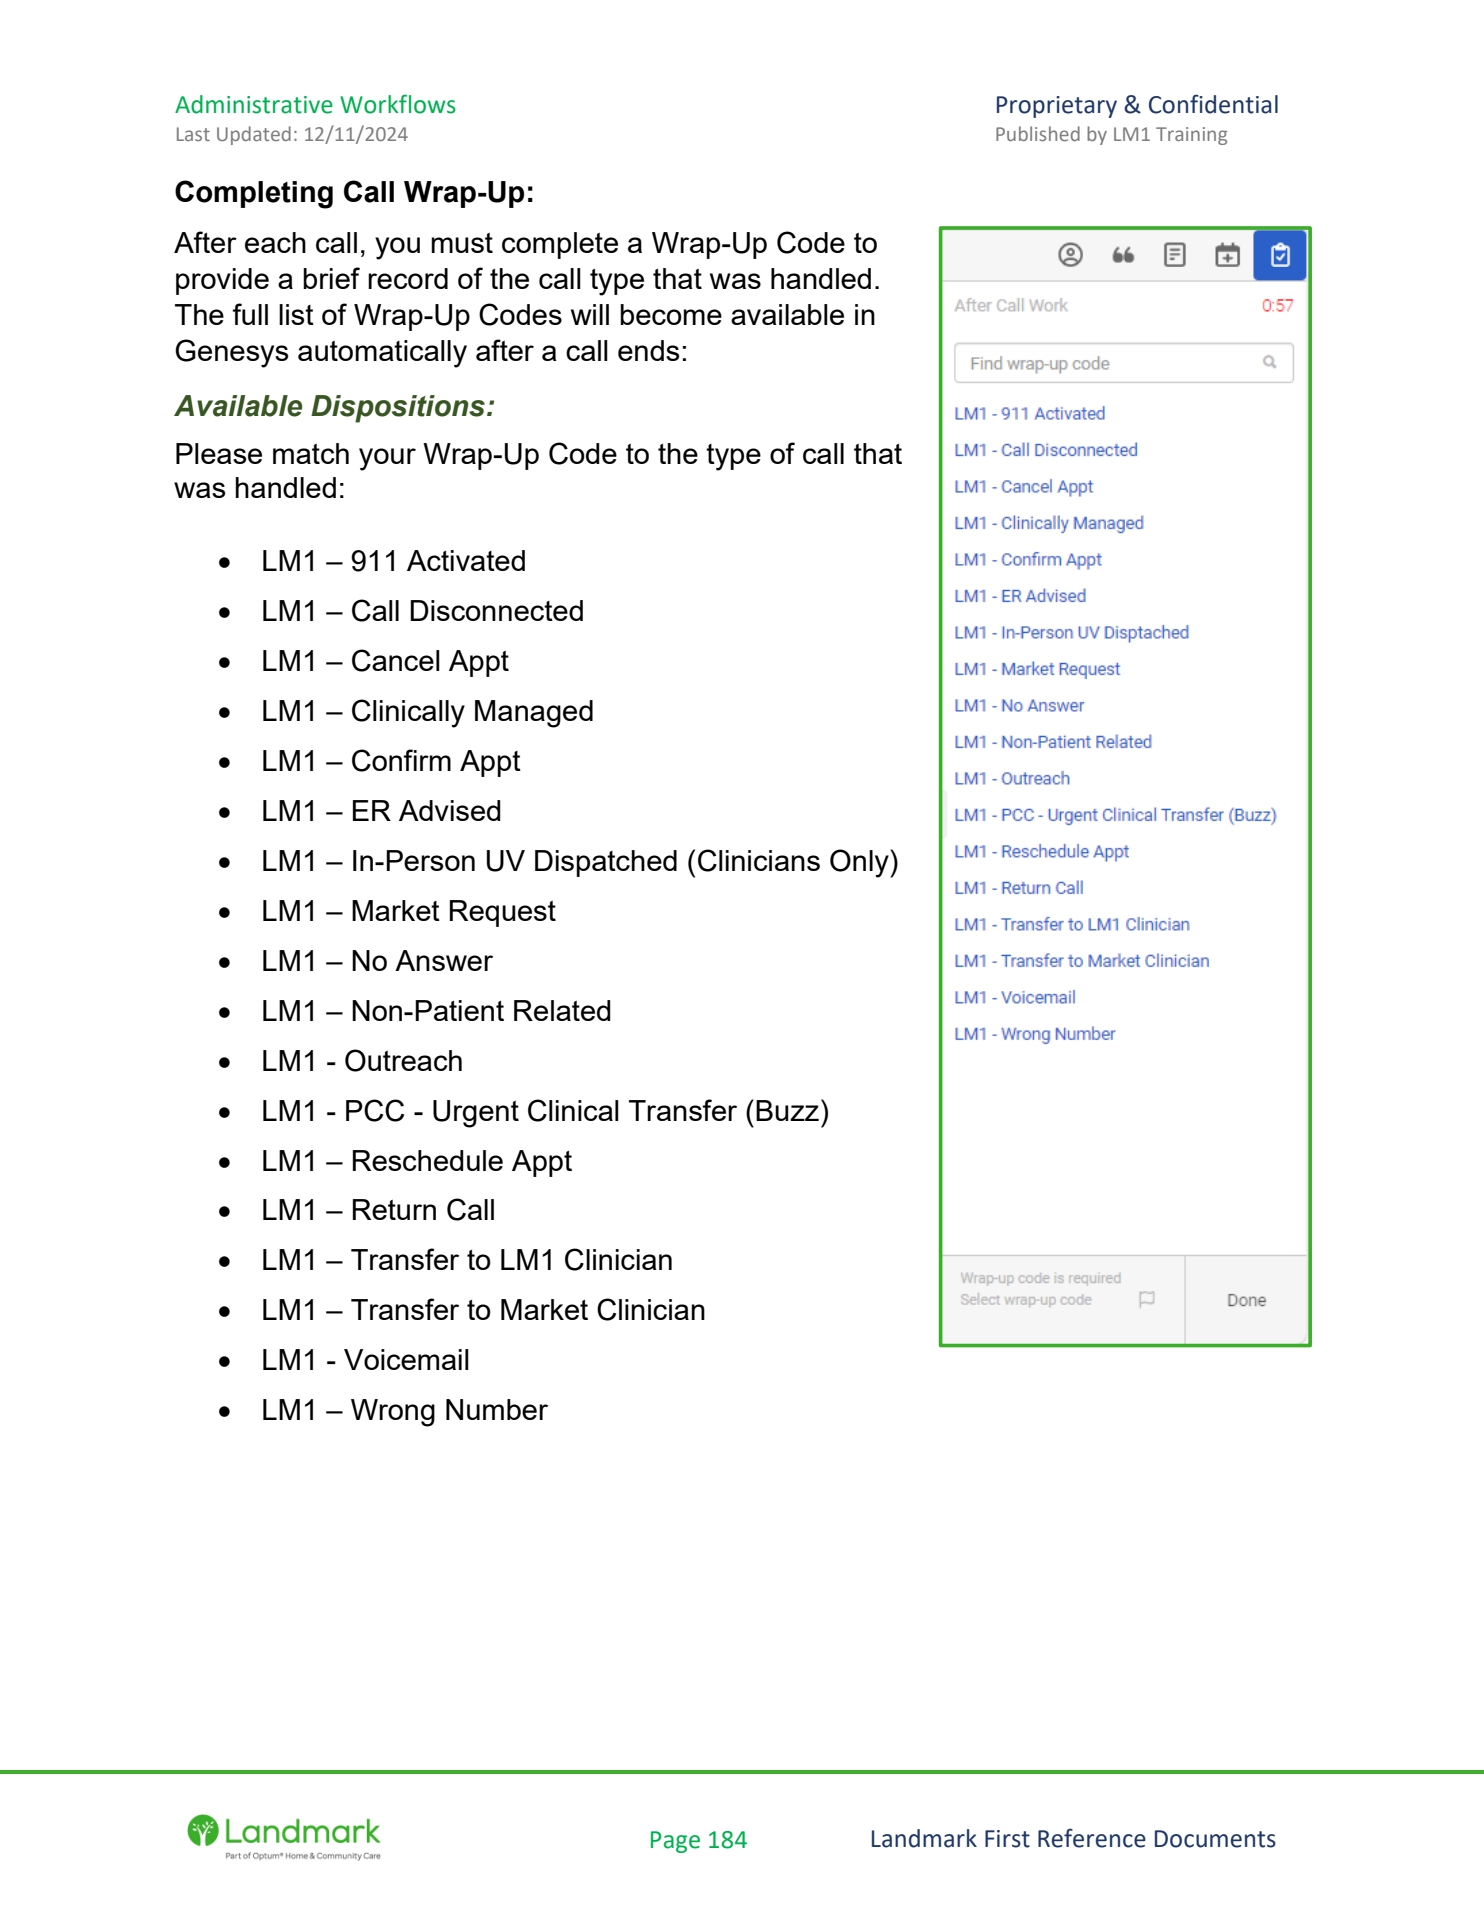 Administrative Workflows
Last Updated: 12/11/2024
Proprietary & Confidential
Published by LM1 Training
Completing Call Wrap-Up:
After each call, you must complete a Wrap-Up Code to
provide a brief record of the call type that was handled.
The full list of Wrap-Up Codes will become available in
Genesys automatically after a call ends:
Available Dispositions:
Please match your Wrap-Up Code to the type of call that
was handled:
• LM1 – 911 Activated
• LM1 – Call Disconnected
• LM1 – Cancel Appt
• LM1 – Clinically Managed
• LM1 – Confirm Appt
• LM1 – ER Advised
• LM1 – In-Person UV Dispatched (Clinicians Only)
• LM1 – Market Request
• LM1 – No Answer
• LM1 – Non-Patient Related
• LM1 - Outreach
• LM1 - PCC - Urgent Clinical Transfer (Buzz)
• LM1 – Reschedule Appt
• LM1 – Return Call
• LM1 – Transfer to LM1 Clinician
• LM1 – Transfer to Market Clinician
• LM1 - Voicemail
• LM1 – Wrong Number
After Call Work 0:57
Find wrap-up code
LM1 - 911 Activated
LM1 - Call Disconnected
LM1 - Cancel Appt
LM1 - Clinically Managed
LM1 - Confirm Appt
LM1 - ER Advised
LM1 - In-Person UV Disptached
LM1 - Market Request
LM1 - No Answer
LM1 - Non-Patient Related
LM1 - Outreach
LM1 - PCC - Urgent Clinical Transfer (Buzz)
LM1 - Reschedule Appt
LM1 - Return Call
LM1 - Transfer to LM1 Clinician
LM1 - Transfer to Market Clinician
LM1 - Voicemail
LM1 - Wrong Number
Wrap-up code is required
Select wrap-up code
Done
Landmark
Part of Optum® Home & Community Care
Page 184
Landmark First Reference Documents